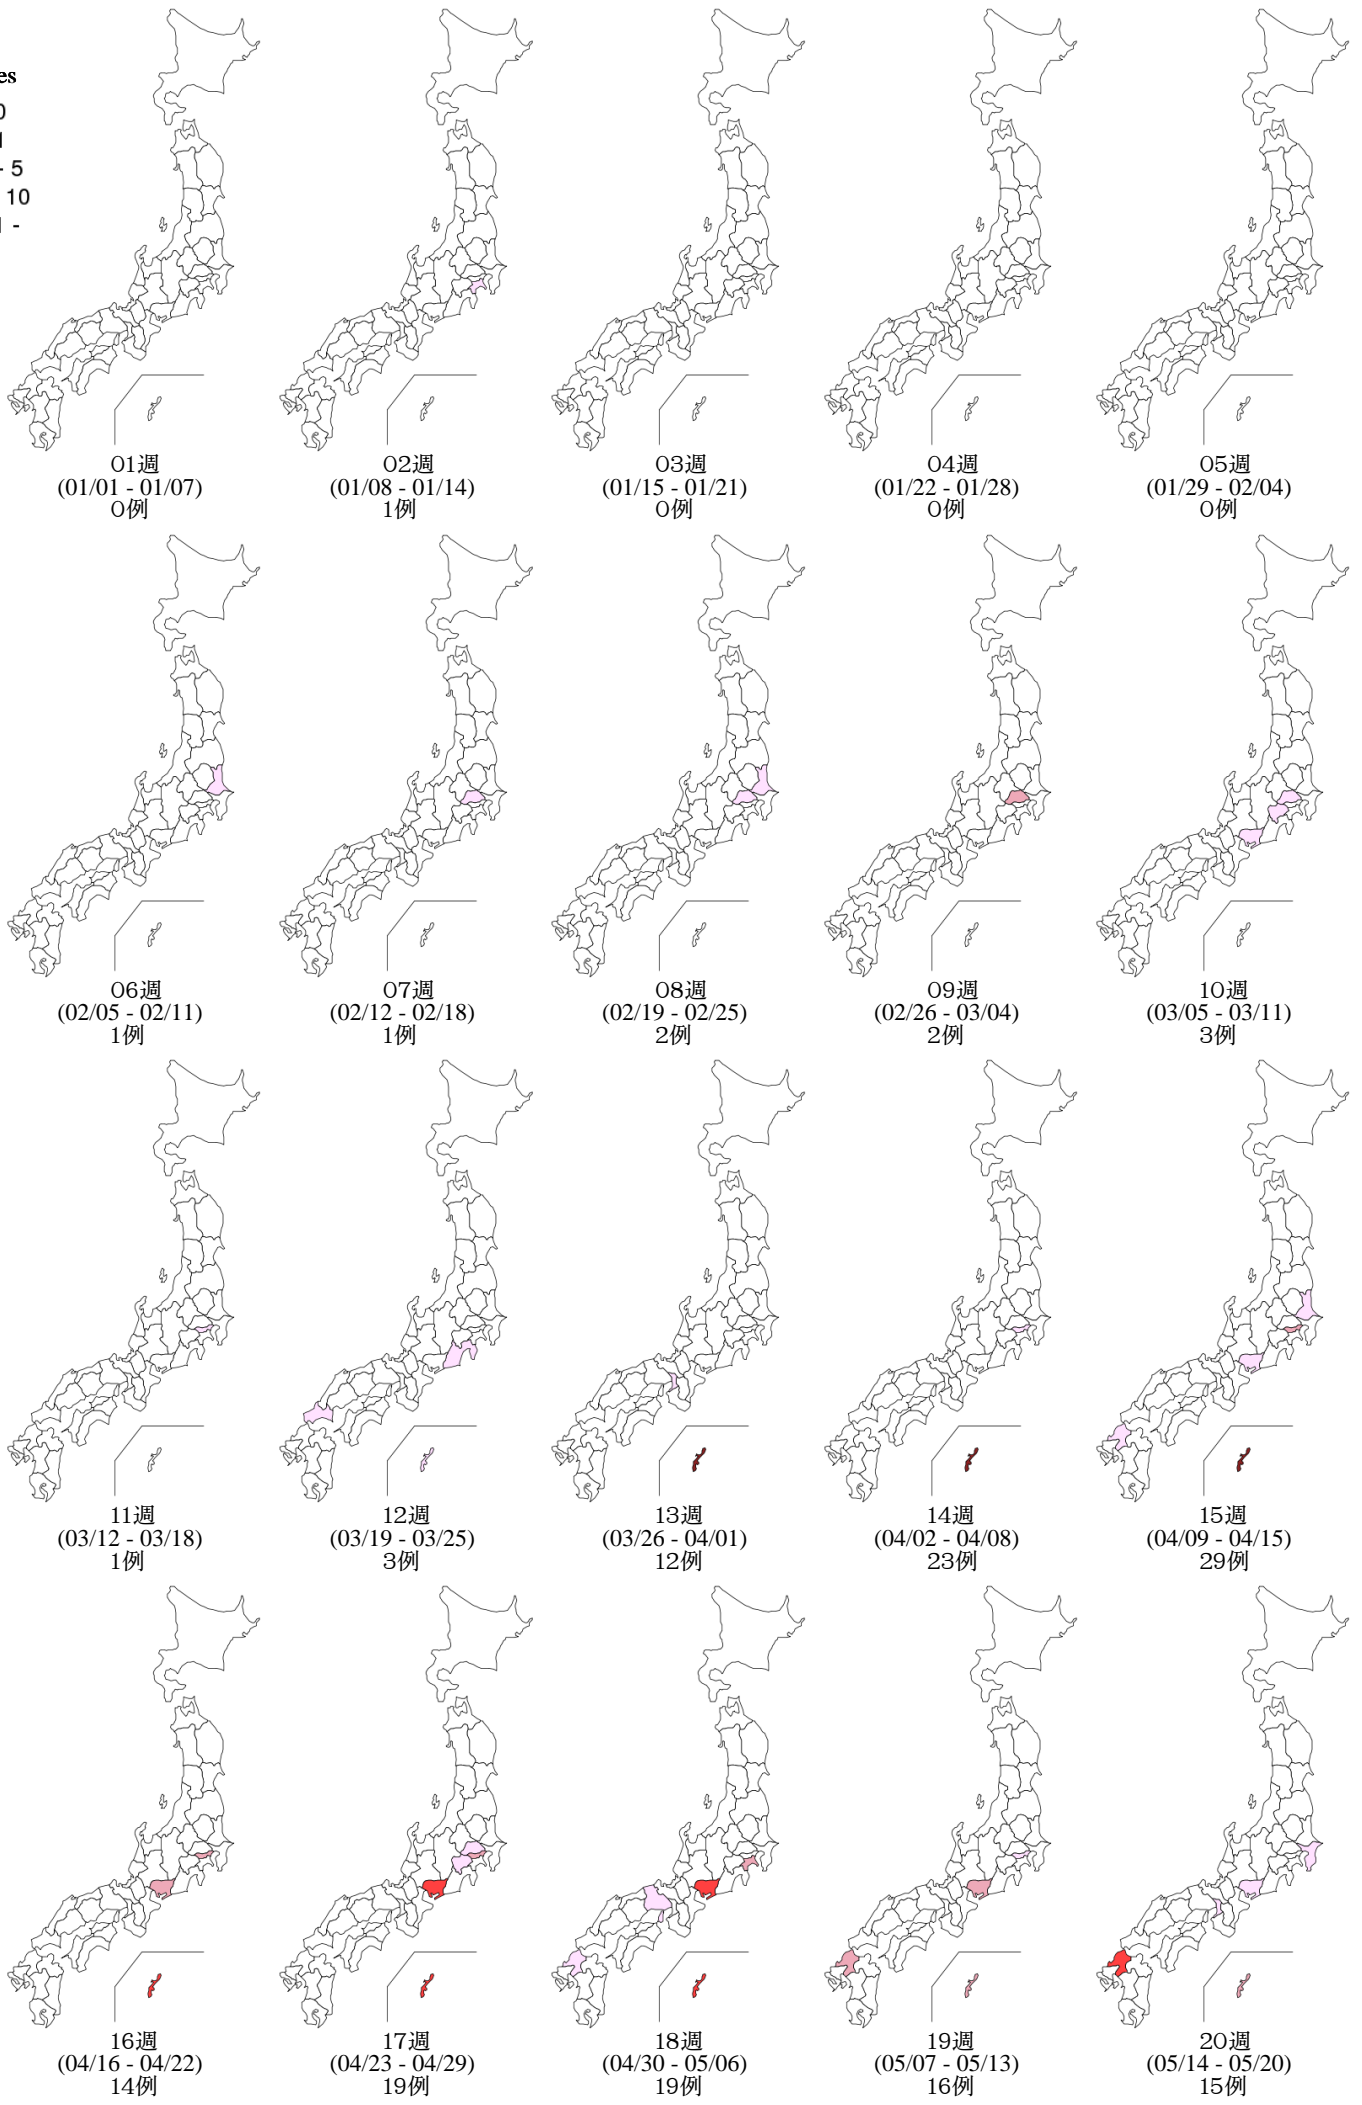 es
0
1
- 5
10
1 -
01週
(01/01 - 01/07)
0例
02週
(01/08 - 01/14)
1例
03週
(01/15 - 01/21)
0例
04週
(01/22 - 01/28)
0例
05週
(01/29 - 02/04)
0例
06週
(02/05 - 02/11)
1例
07週
(02/12 - 02/18)
1例
08週
(02/19 - 02/25)
2例
09週
(02/26 - 03/04)
2例
10週
(03/05 - 03/11)
3例
11週
(03/12 - 03/18)
1例
12週
(03/19 - 03/25)
3例
13週
(03/26 - 04/01)
12例
14週
(04/02 - 04/08)
23例
15週
(04/09 - 04/15)
29例
16週
(04/16 - 04/22)
14例
17週
(04/23 - 04/29)
19例
18週
(04/30 - 05/06)
19例
19週
(05/07 - 05/13)
16例
20週
(05/14 - 05/20)
15例